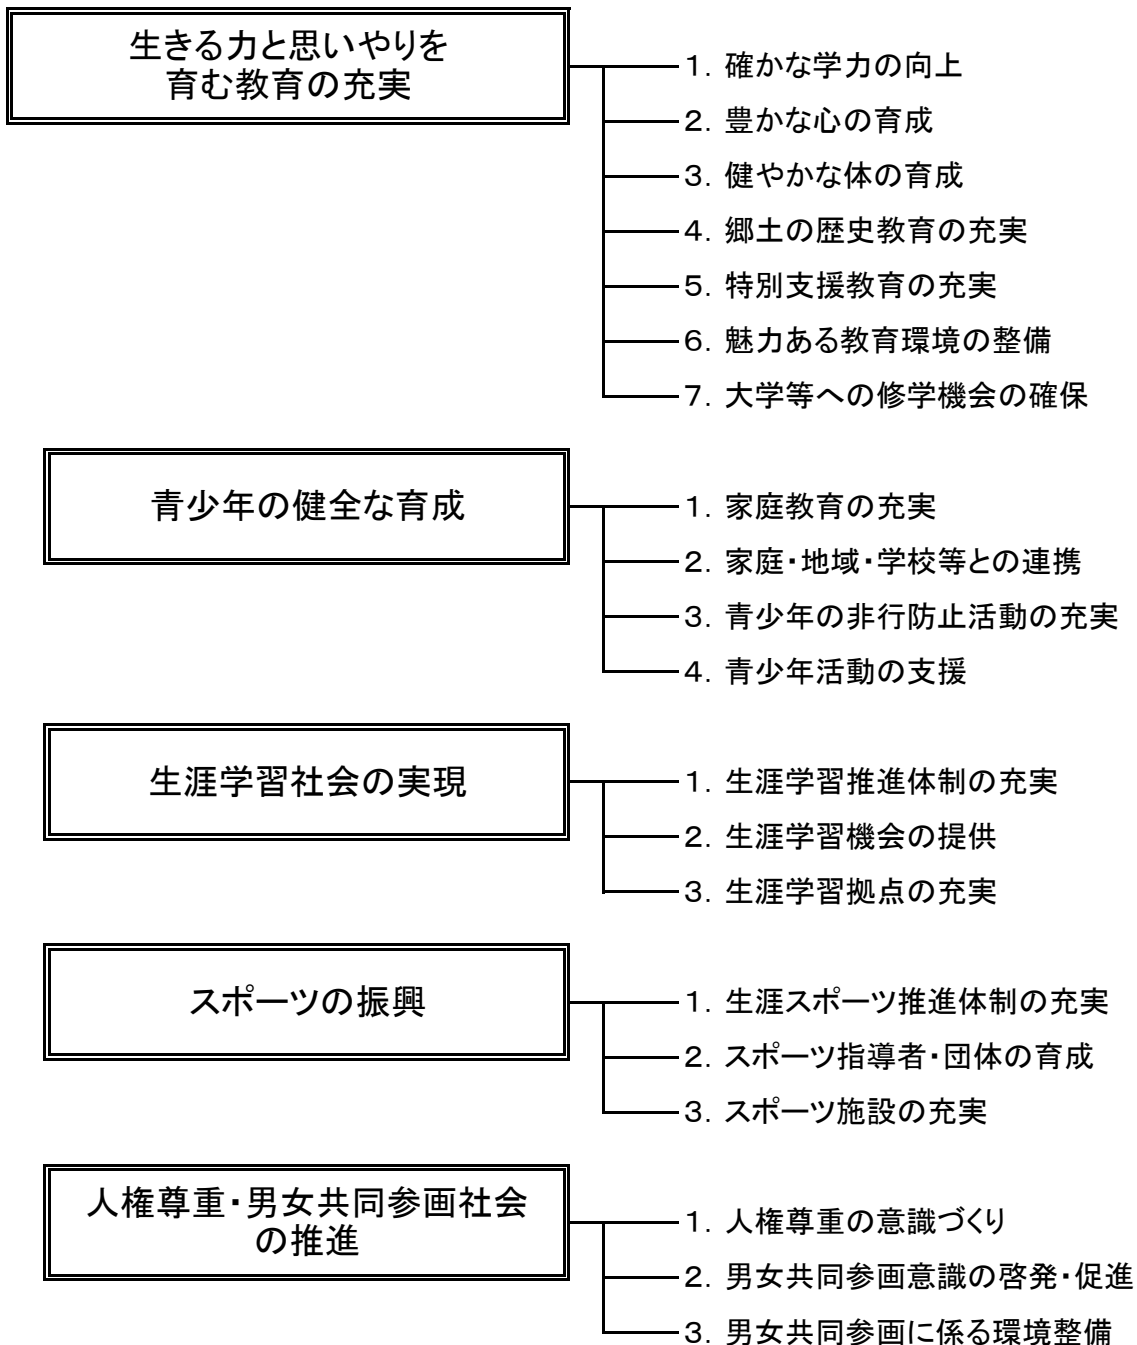 生きる力と思いやりを
育む教育の充実
1. 確かな学力の向上
2. 豊かな心の育成
3. 健やかな体の育成
4. 郷土の歴史教育の充実
5. 特別支援教育の充実
6. 魅力ある教育環境の整備
7. 大学等への修学機会の確保
青少年の健全な育成
1. 家庭教育の充実
2. 家庭・地域・学校等との連携
3. 青少年の非行防止活動の充実
4. 青少年活動の支援
生涯学習社会の実現
1. 生涯学習推進体制の充実
2. 生涯学習機会の提供
3. 生涯学習拠点の充実
スポーツの振興
1. 生涯スポーツ推進体制の充実
2. スポーツ指導者・団体の育成
3. スポーツ施設の充実
人権尊重・男女共同参画社会
の推進
1. 人権尊重の意識づくり
2. 男女共同参画意識の啓発・促進
3. 男女共同参画に係る環境整備